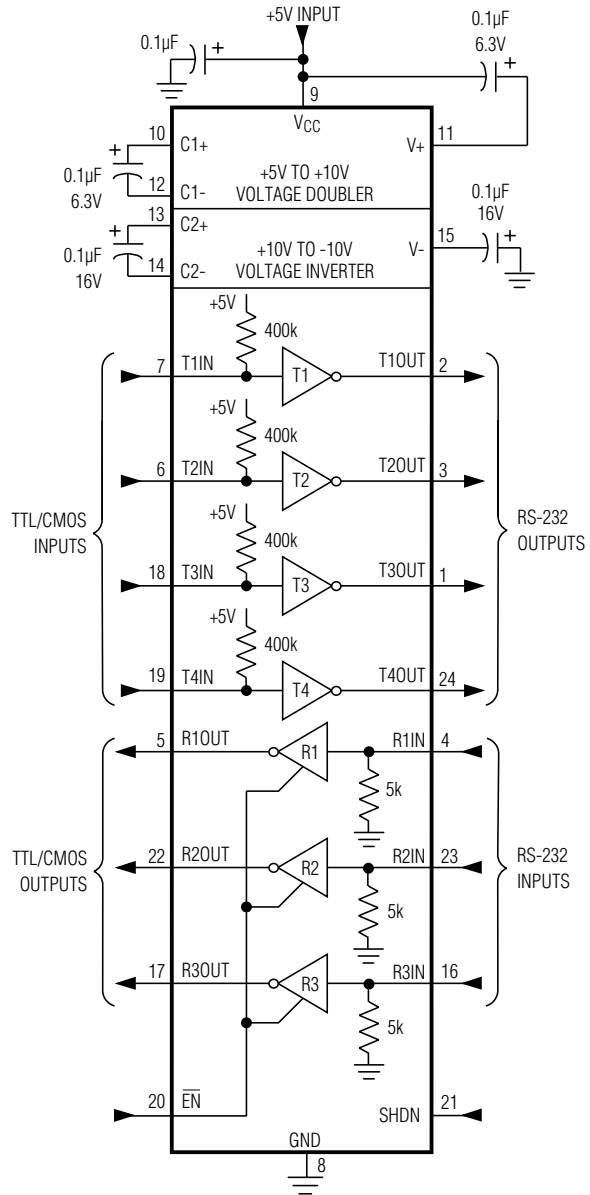 +5V INPUT
0.1µF
0.1µF
6.3V
9
VCC
10
C1+
V+
11
0.1µF
6.3V
+5V TO +10V
VOLTAGE DOUBLER
12
C1-
13
C2+
0.1µF
16V
+10V TO -10V
VOLTAGE INVERTER
V-
15
0.1µF
16V
14
C2-
+5V
400k
7
T1IN
T1
T1OUT
2
+5V
400k
6
T2IN
T2
T2OUT
3
TTL/CMOS
INPUTS
RS-232
OUTPUTS
+5V
400k
18
T3IN
T3
T3OUT
1
+5V
400k
19
T4IN
T4
T4OUT
24
5
R1OUT
R1
R1IN
4
5k
TTL/CMOS
OUTPUTS
22
R2OUT
R2
R2IN
23
RS-232
INPUTS
5k
17
R3OUT
R3
R3IN
16
5k
20
EN
SHDN
21
GND
8